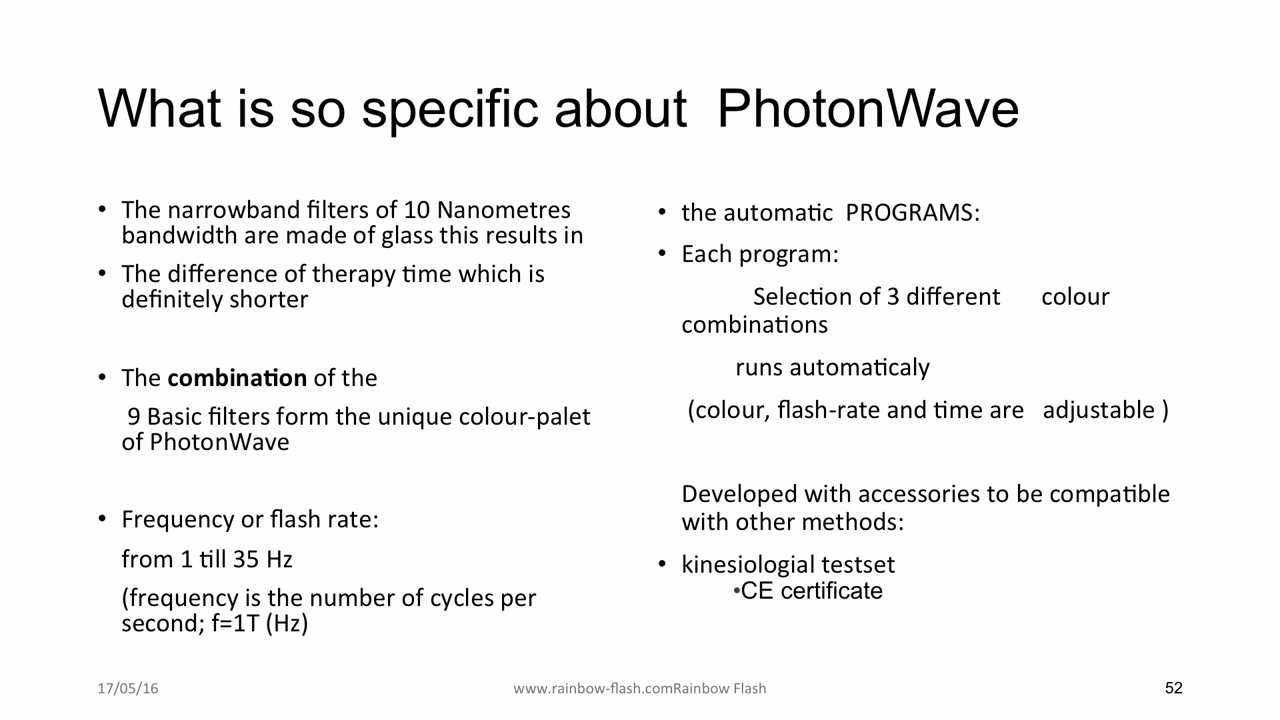 What is so specific about  PhotonWave
• The narrowband filters of 10 Nanometres
bandwidth are made of glass this results in
• The difference of therapy time which is
definitely shorter
• The combination of the
9 Basic filters form the unique colour-palet
of PhotonWave
• Frequency or flash rate:
from 1 till 35 Hz
(frequency is the number of cycles per
second; f=1T (Hz)
• the automatic  PROGRAMS:
• Each program:
Selection of 3 different      colour
combinations
runs automaticaly
(colour, flash-rate and time are   adjustable )
Developed with accessories to be compatible
with other methods:
• kinesiologial testset
•CE certificate
17/05/16
www.rainbow-flash.comRainbow Flash
52